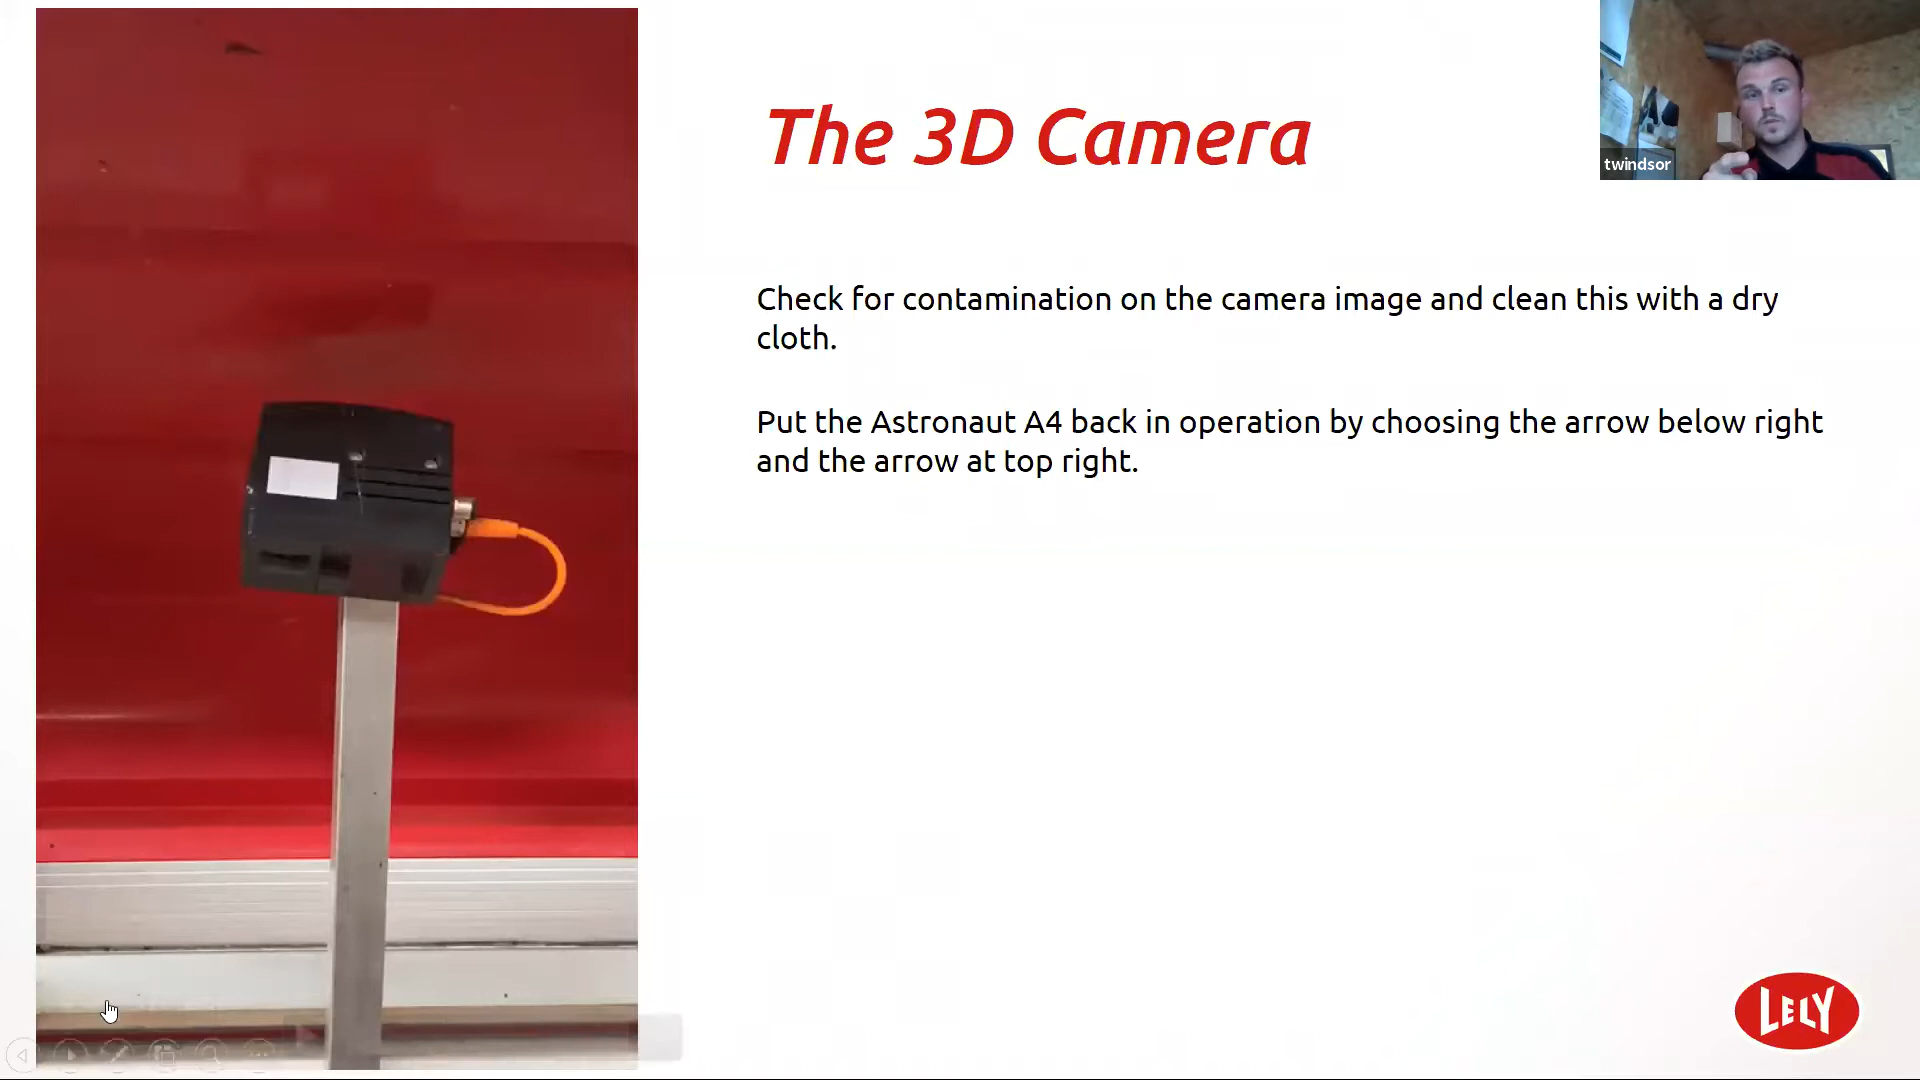 The 3D Camera
twindsor
Check for contamination on the camera image and clean this with a dry
cloth.
Put the Astronaut A4 back in operation by choosing the arrow below right
and the arrow at top right.
LELY